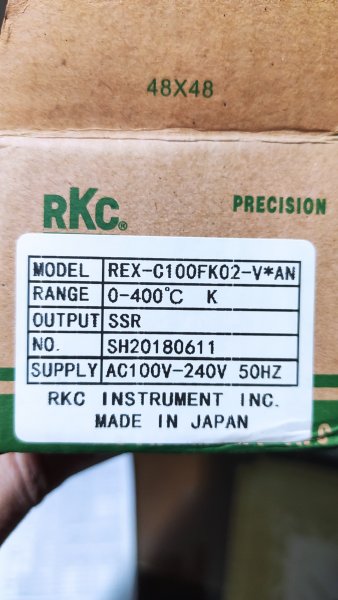 48X48
RKC®
PRECISION
MODEL REX-C100FK02-V*AN
RANGE 0-400℃ K
OUTPUT SSR
NO. SH20180611
SUPPLY AC100V-240V 50HZ
RKC INSTRUMENT INC.
MADE IN JAPAN